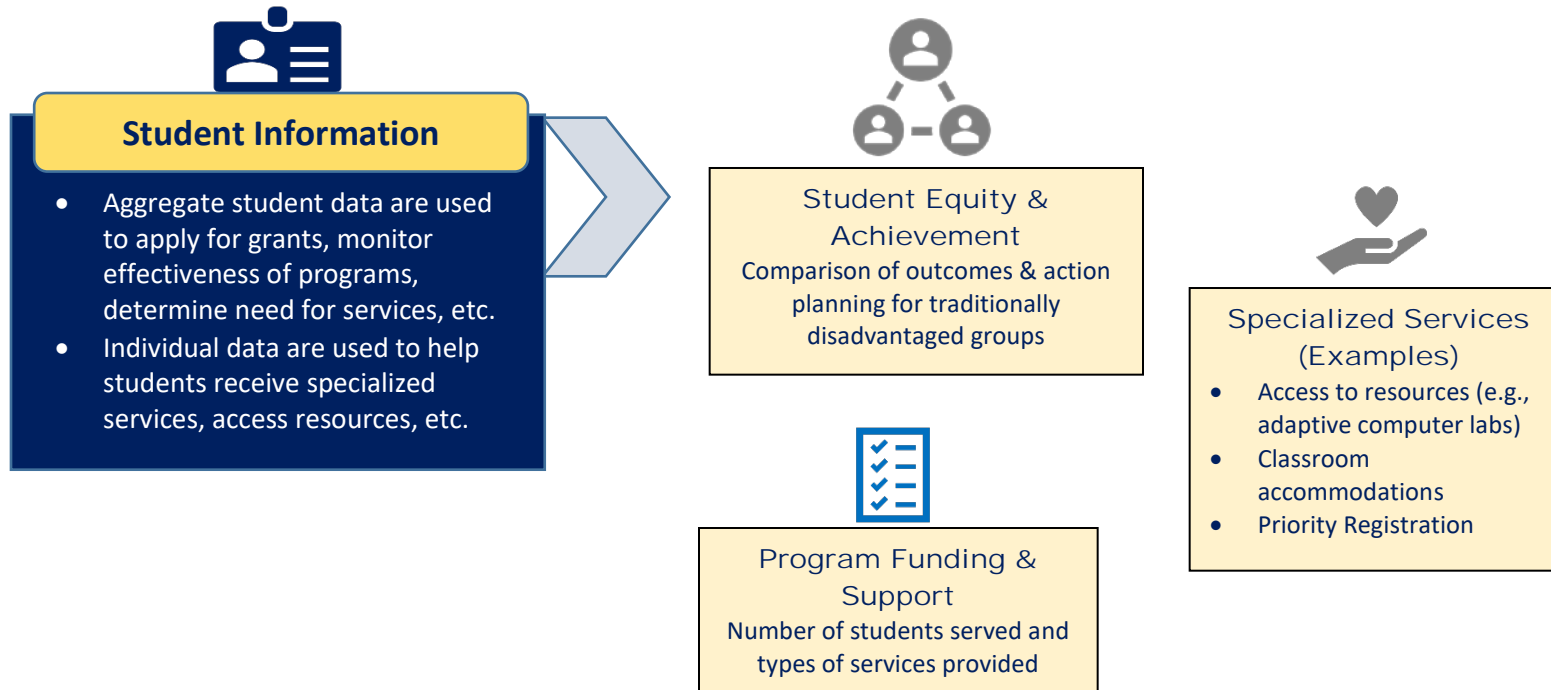 Student Information
• Aggregate student data are used
to apply for grants, monitor
effectiveness of programs,
determine need for services, etc.
• Individual data are used to help
students receive specialized
services, access resources, etc.
Student Equity &
Achievement
Comparison of outcomes & action
planning for traditionally
disadvantaged groups
Program Funding &
Support
Number of students served and
types of services provided
Specialized Services
(Examples)
• Access to resources (e.g.,
adaptive computer labs)
• Classroom
accommodations
• Priority Registration